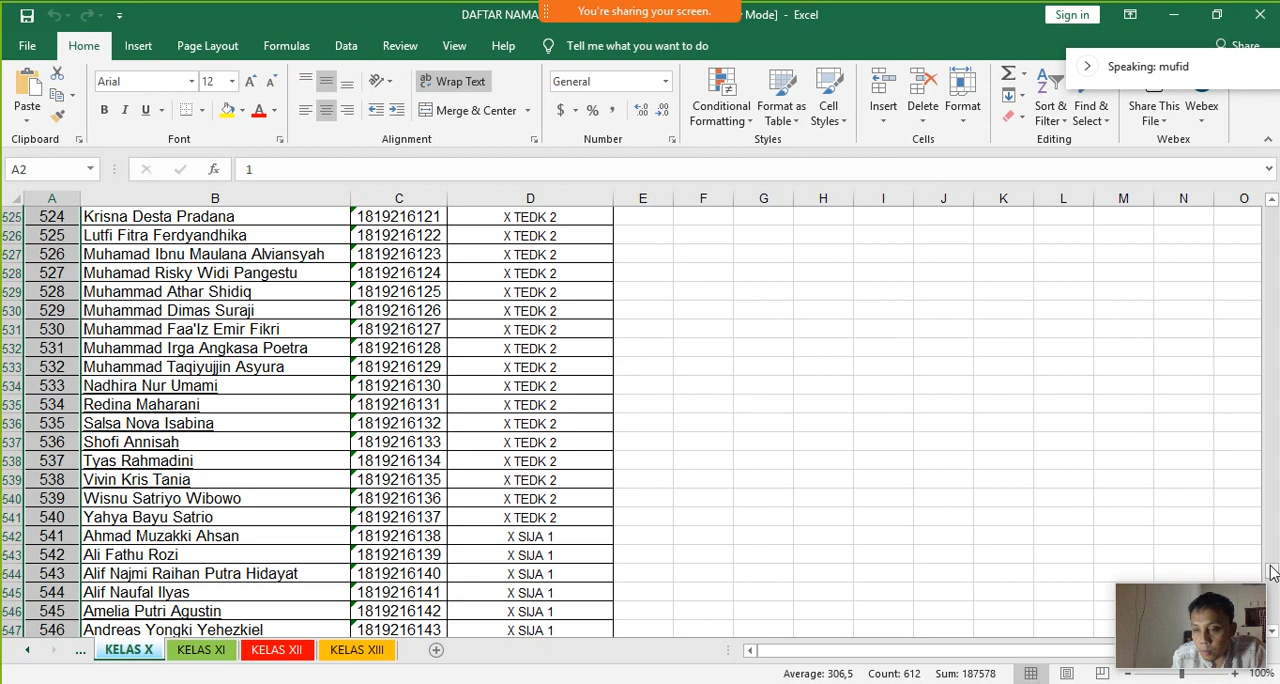 DAFTAR NAMA
You're sharing your screen.
Mode] - Excel
Sign in
File Home Insert Page Layout Formulas Data Review View Help Tell me what you want to do Share
Speaking: mufid
Paste
Arial 12
B I U
Wrap Text
Merge & Center
General
$ % ,
Conditional Formatting
Format as Table
Cell Styles
Insert
Delete
Format
Sort & Filter
Find & Select
Share This File
Webex
Clipboard Font Alignment Number Styles Cells Editing Webex
A2 fx 1
A B C D E F G H I J K L M N O
525 524 Krisna Desta Pradana 1819216121 X TEDK 2
526 525 Lutfi Fitra Ferdyandhika 1819216122 X TEDK 2
527 526 Muhamad Ibnu Maulana Alviansyah 1819216123 X TEDK 2
528 527 Muhamad Risky Widi Pangestu 1819216124 X TEDK 2
529 528 Muhammad Athar Shidiq 1819216125 X TEDK 2
530 529 Muhammad Dimas Suraji 1819216126 X TEDK 2
531 530 Muhammad Faa'Iz Emir Fikri 1819216127 X TEDK 2
532 531 Muhammad Irga Angkasa Poetra 1819216128 X TEDK 2
533 532 Muhammad Taqiyujjin Asyura 1819216129 X TEDK 2
534 533 Nadhira Nur Umami 1819216130 X TEDK 2
535 534 Redina Maharani 1819216131 X TEDK 2
536 535 Salsa Nova Isabina 1819216132 X TEDK 2
537 536 Shofi Annisah 1819216133 X TEDK 2
538 537 Tyas Rahmadini 1819216134 X TEDK 2
539 538 Vivin Kris Tania 1819216135 X TEDK 2
540 539 Wisnu Satriyo Wibowo 1819216136 X TEDK 2
541 540 Yahya Bayu Satrio 1819216137 X TEDK 2
542 541 Ahmad Muzakki Ahsan 1819216138 X SIJA 1
543 542 Ali Fathu Rozi 1819216139 X SIJA 1
544 543 Alif Najmi Raihan Putra Hidayat 1819216140 X SIJA 1
545 544 Alif Naufal Ilyas 1819216141 X SIJA 1
546 545 Amelia Putri Agustin 1819216142 X SIJA 1
547 546 Andreas Yongki Yehezkiel 1819216143 X SIJA 1
... KELAS X KELAS XI KELAS XII KELAS XIII
Average: 306,5 Count: 612 Sum: 187578 100%